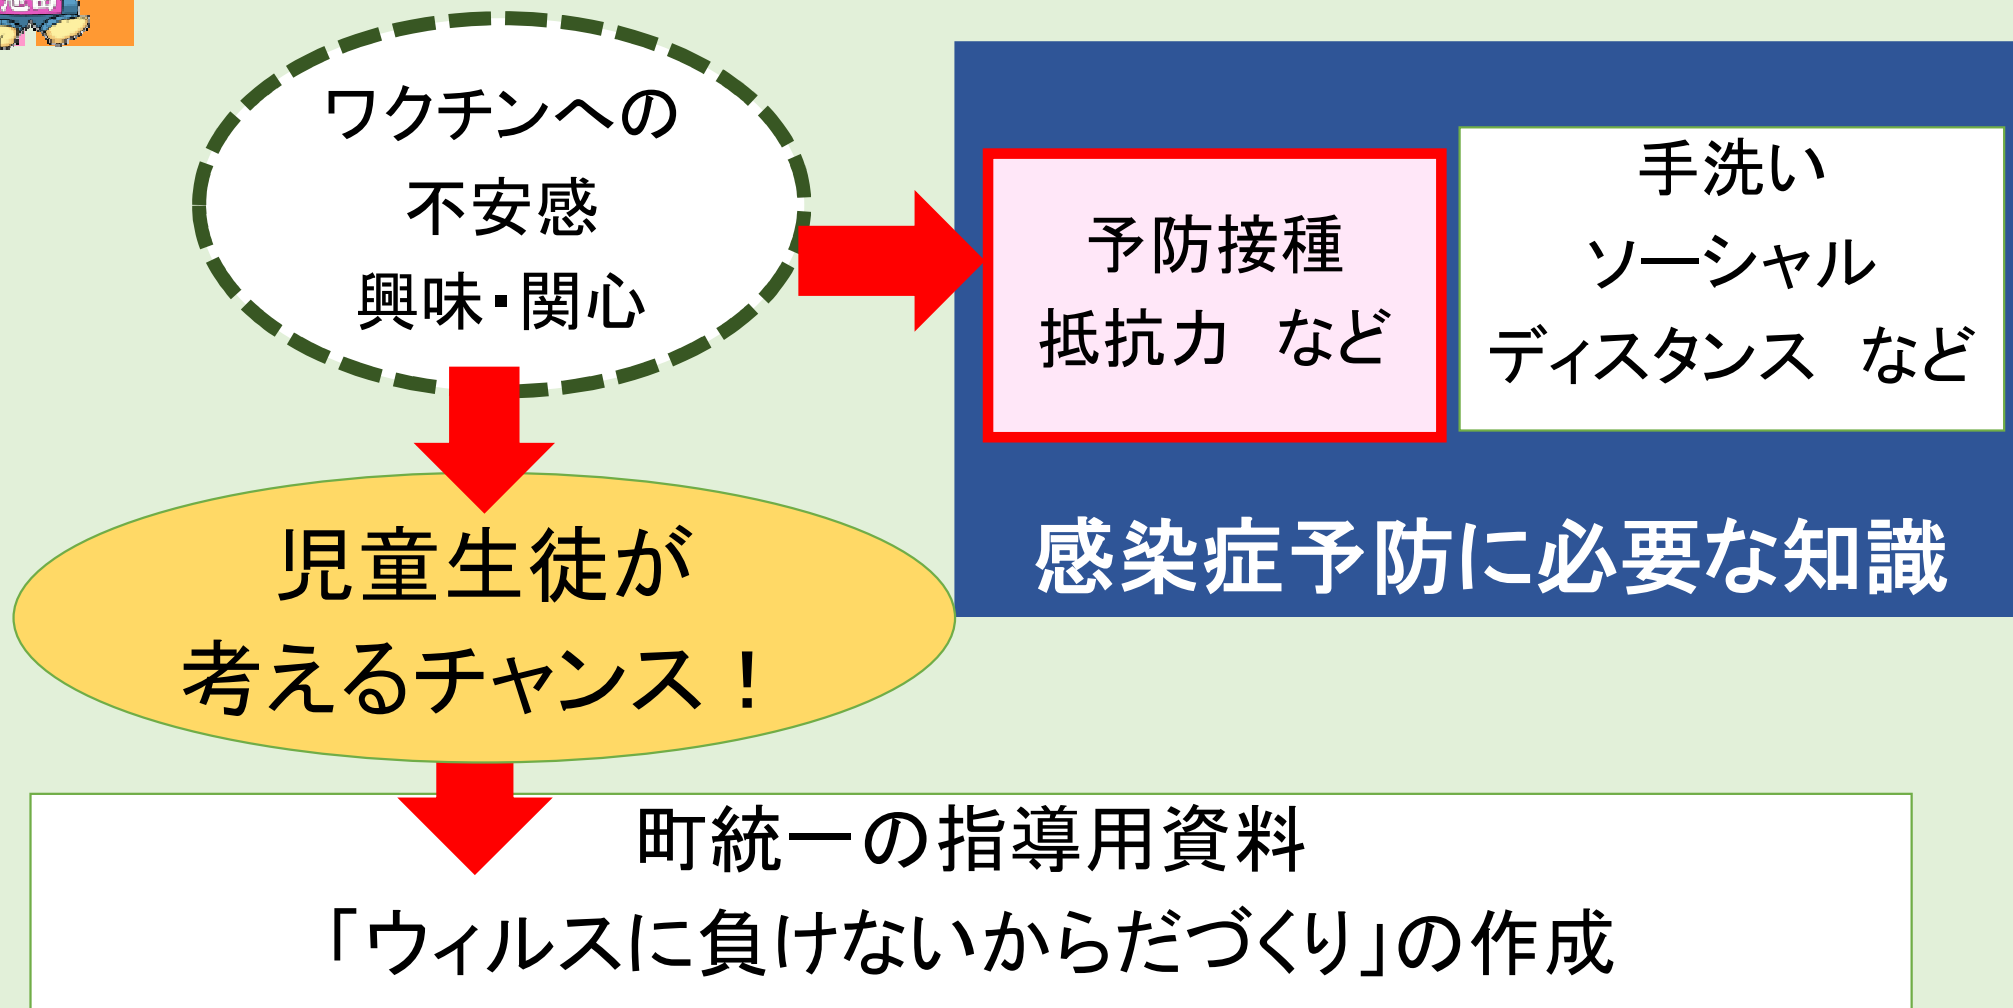 ワクチンへの
不安感
興味・関心
予防接種
抵抗力　など
手洗い
ソーシャル
ディスタンス　など
感染症予防に必要な知識
児童生徒が
考えるチャンス！
町統一の指導用資料
「ウィルスに負けないからだづくり」の作成